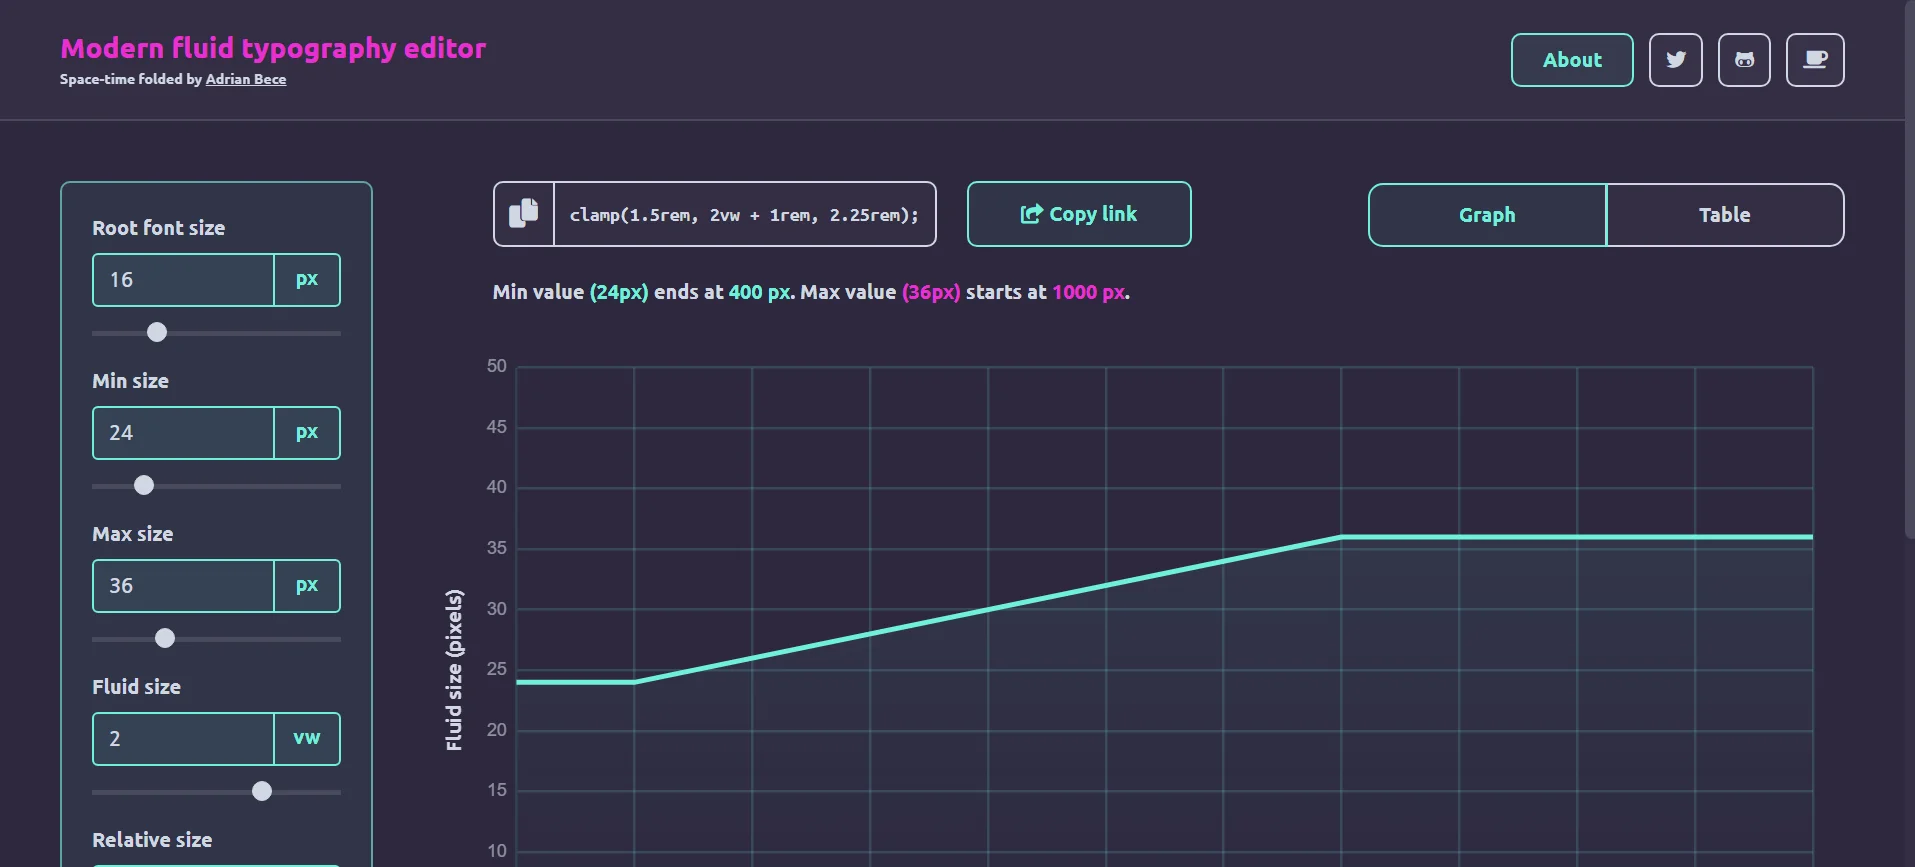 Modern fluid typography editor
Space-time folded by Adrian Bece
About
Root font size
16 px
Min size
24 px
Max size
36 px
Fluid size
2 vw
Relative size
clamp(1.5rem, 2vw + 1rem, 2.25rem);
Copy link
Graph
Table
Min value (24px) ends at 400 px. Max value (36px) starts at 1000 px.
Fluid size (pixels)
50
45
40
35
30
25
20
15
10